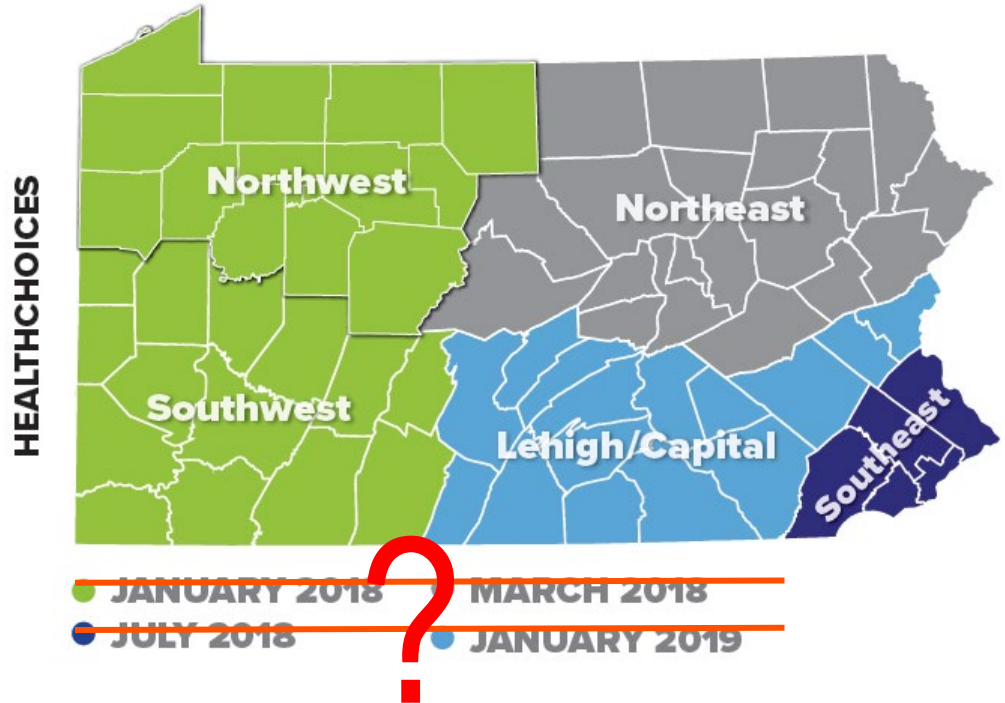 HEALTHCHOICES
Northwest
Northeast
Southwest
Lehigh/Capital
Southeast
JANUARY 2018 MARCH 2018
JULY 2018 JANUARY 2019
?